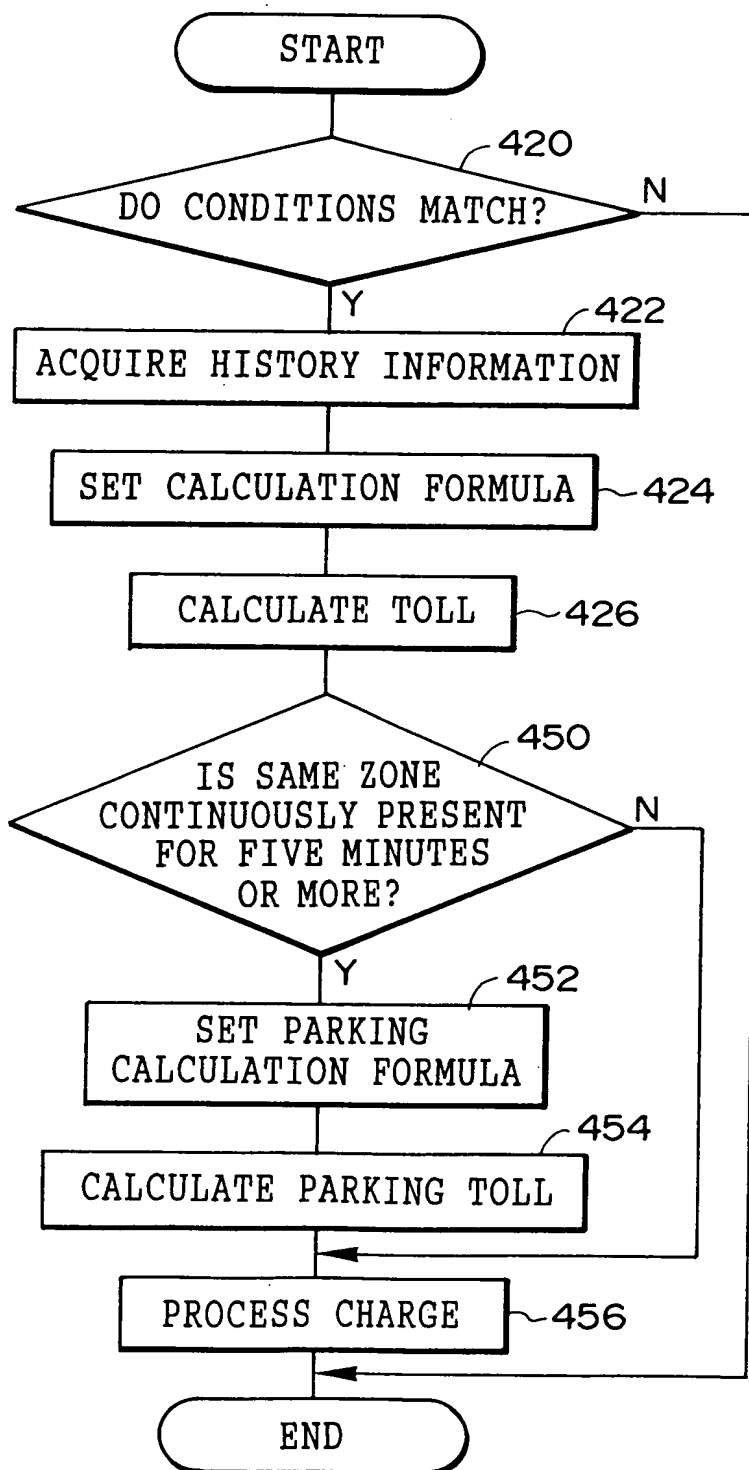 START
420
DO CONDITIONS MATCH?
N
Y
422
ACQUIRE HISTORY INFORMATION
SET CALCULATION FORMULA
424
CALCULATE TOLL
426
450
IS SAME ZONE
CONTINUOUSLY PRESENT
FOR FIVE MINUTES
OR MORE?
N
Y
452
SET PARKING
CALCULATION FORMULA
454
CALCULATE PARKING TOLL
PROCESS CHARGE
456
END